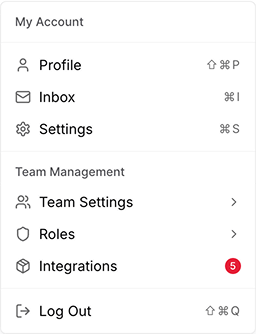 My Account
Profile ⇧⌘P
Inbox ⌘I
Settings ⌘S
Team Management
Team Settings
Roles
Integrations 5
Log Out ⇧⌘Q